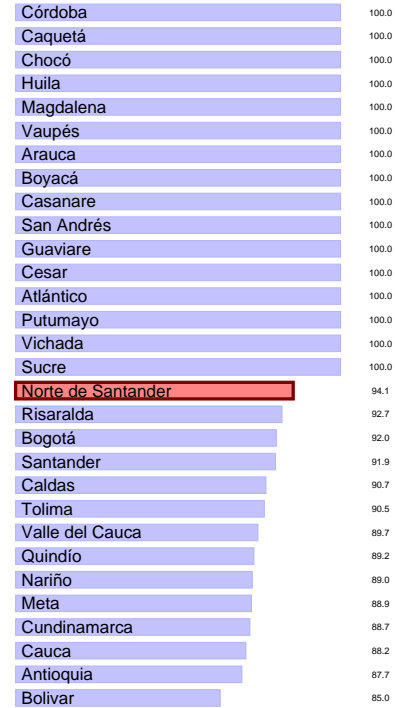 Córdoba 100.0
Caquetá 100.0
Chocó 100.0
Huila 100.0
Magdalena 100.0
Vaupés 100.0
Arauca 100.0
Boyacá 100.0
Casanare 100.0
San Andrés 100.0
Guaviare 100.0
Cesar 100.0
Atlántico 100.0
Putumayo 100.0
Vichada 100.0
Sucre 100.0
Norte de Santander 94.1
Risaralda 92.7
Bogotá 92.0
Santander 91.9
Caldas 90.7
Tolima 90.5
Valle del Cauca 89.7
Quindío 89.2
Nariño 89.0
Meta 88.9
Cundinamarca 88.7
Cauca 88.2
Antioquia 87.7
Bolivar 85.0